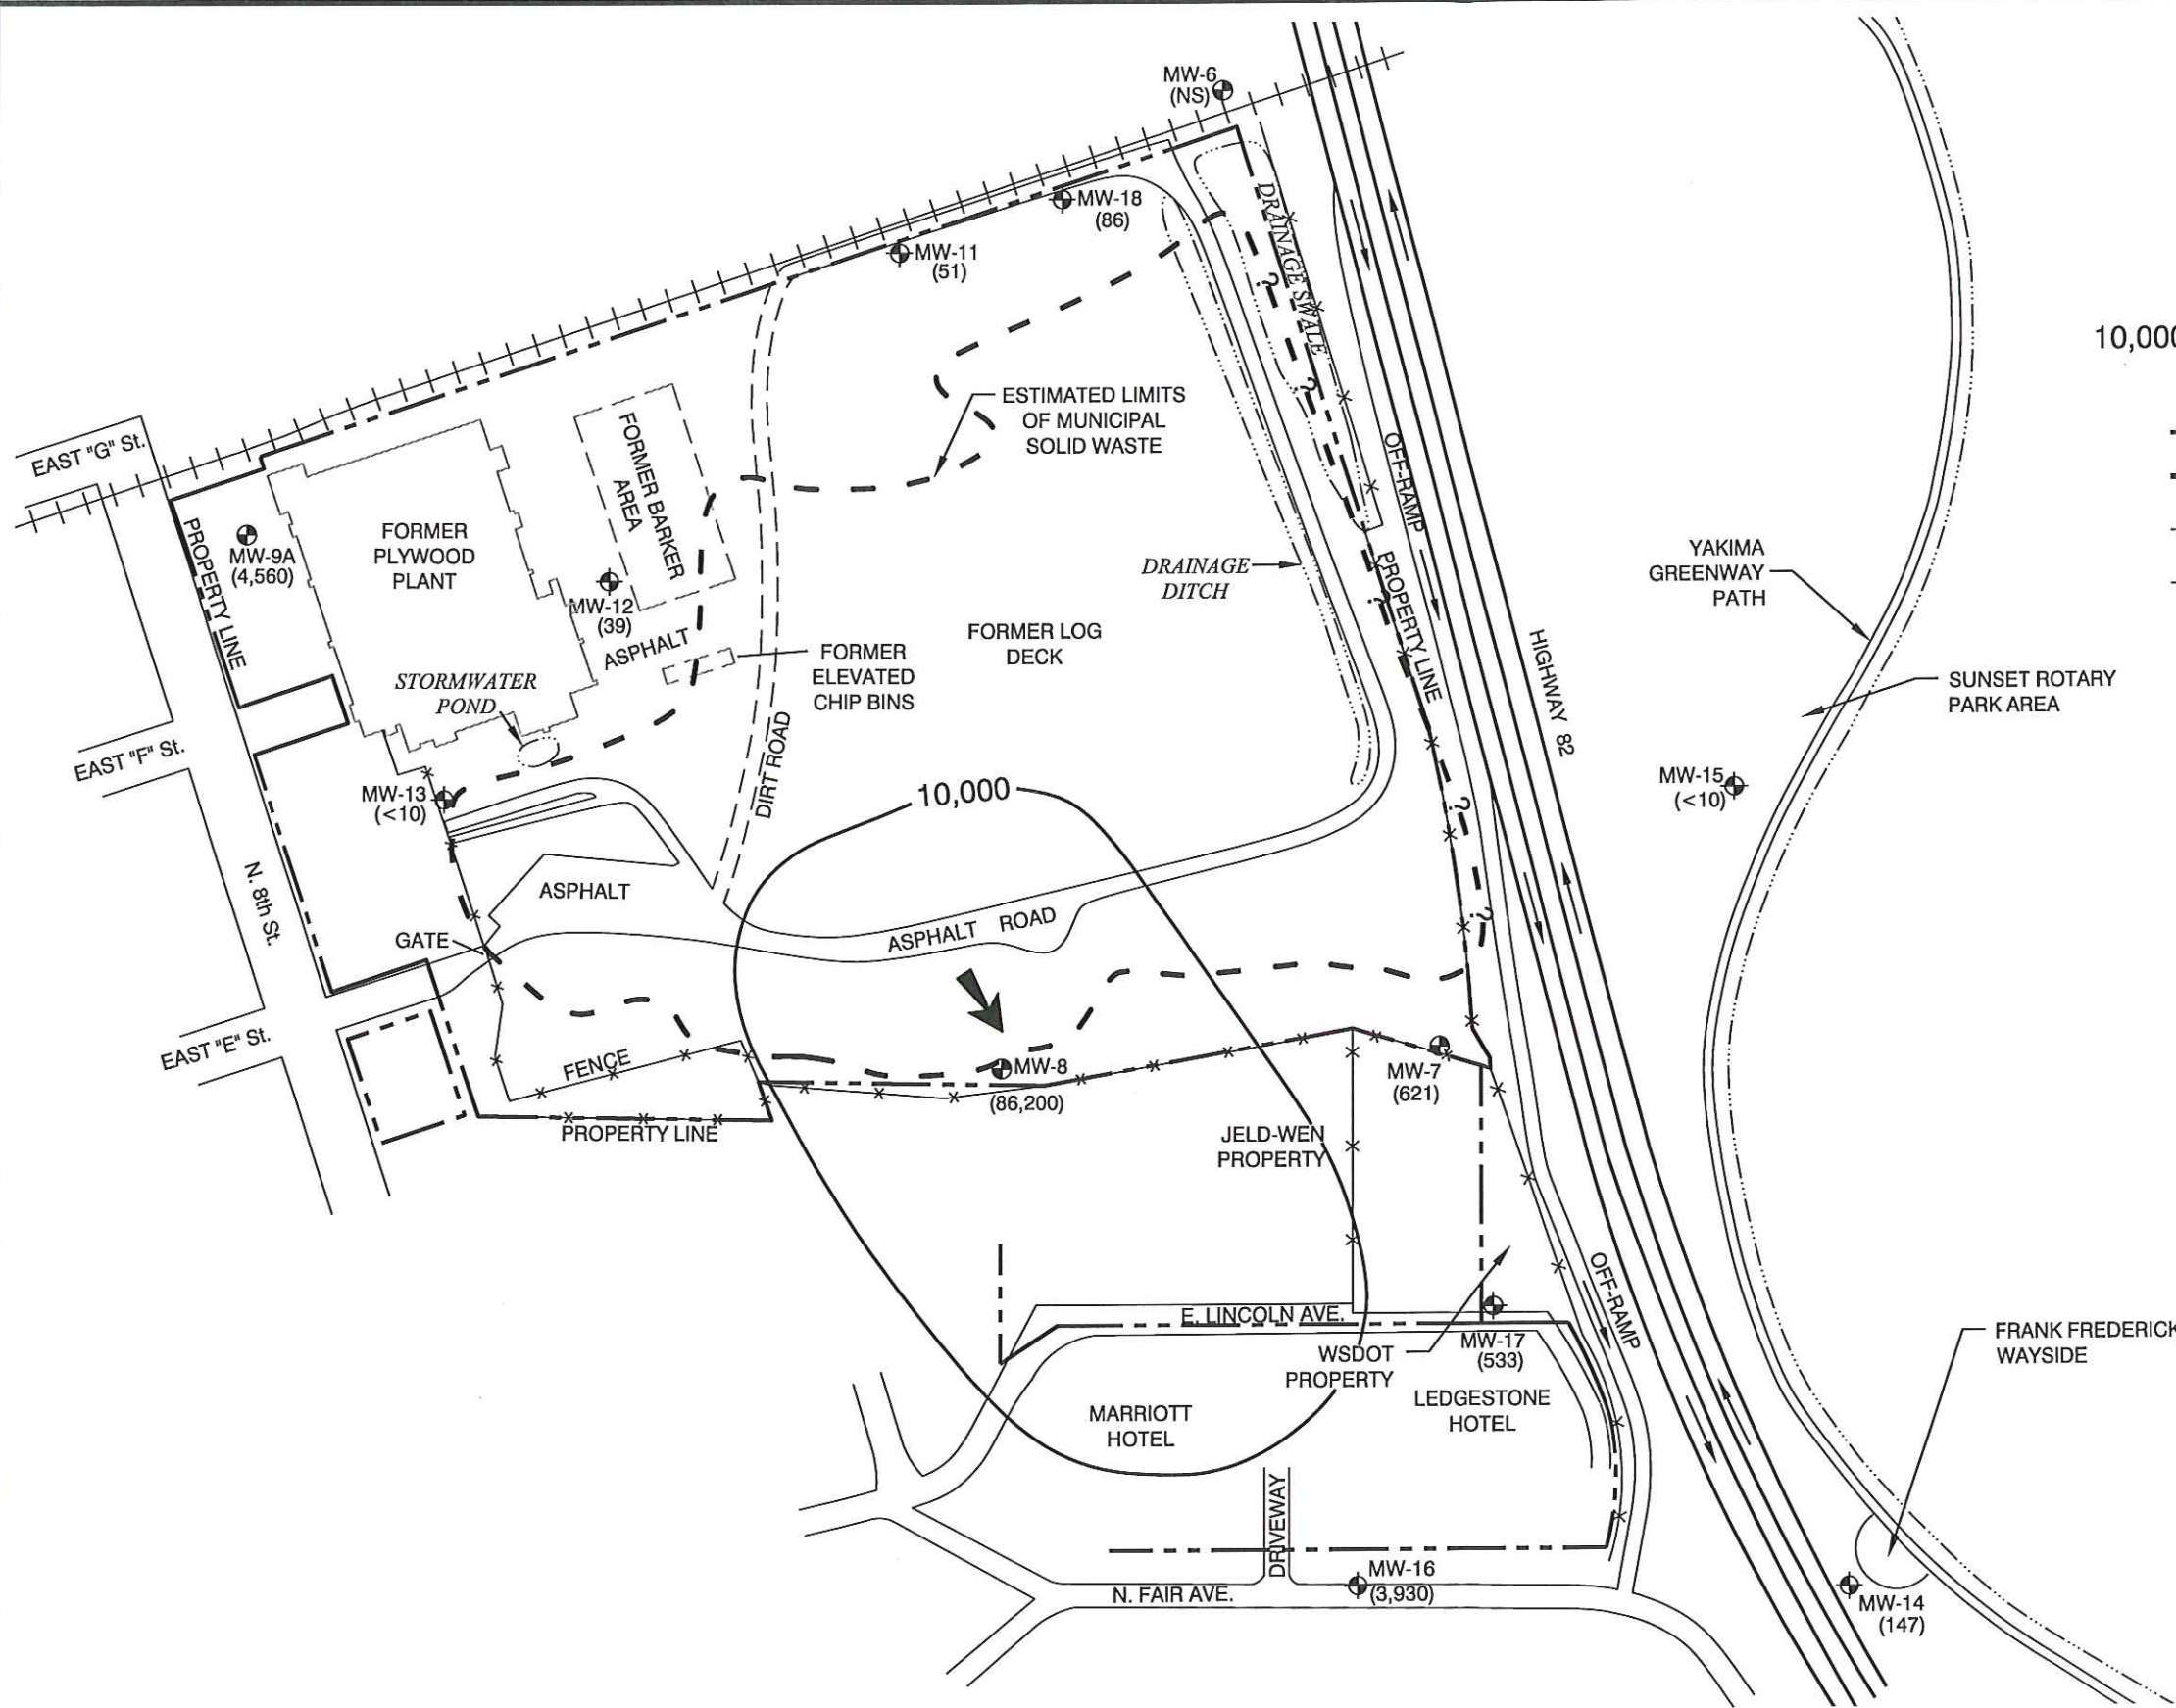 MW-6
(NS)
MW-18
(86)
MW-11
(51)
DRAINAGE SWALE
?
?
?
?
?
10,000
ESTIMATED LIMITS
OF MUNICIPAL
SOLID WASTE
EAST "G" St.
OFF-RAMP
FORMER BARKER
AREA
PROPERTY LINE
MW-9A
(4,560)
FORMER
PLYWOOD
PLANT
MW-12
(39)
ASPHALT
DRAINAGE
DITCH
PROPERTY LINE
YAKIMA
GREENWAY
PATH
FORMER LOG
DECK
FORMER
ELEVATED
CHIP BINS
HIGHWAY 82
SUNSET ROTARY
PARK AREA
STORMWATER
POND
DIRT ROAD
EAST "F" St.
MW-13
(<10)
10,000
MW-15
(<10)
N. 8th St.
ASPHALT
ASPHALT ROAD
GATE
EAST "E" St.
FENCE
MW-8
(86,200)
MW-7
(621)
PROPERTY LINE
JELD-WEN
PROPERTY
OFF-RAMP
E. LINCOLN AVE.
MW-17
(533)
WSDOT
PROPERTY
FRANK FREDERICK
WAYSIDE
MARRIOTT
HOTEL
LEDGESTONE
HOTEL
DRIVEWAY
MW-16
(3,930)
N. FAIR AVE.
MW-14
(147)